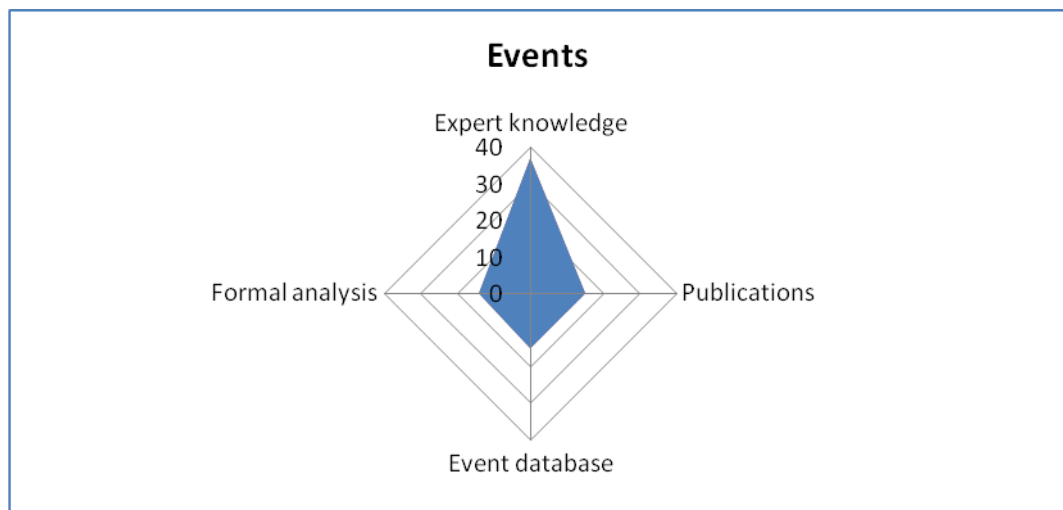 Events
Expert knowledge
40
30
20
10
0
Formal analysis
Publications
Event database